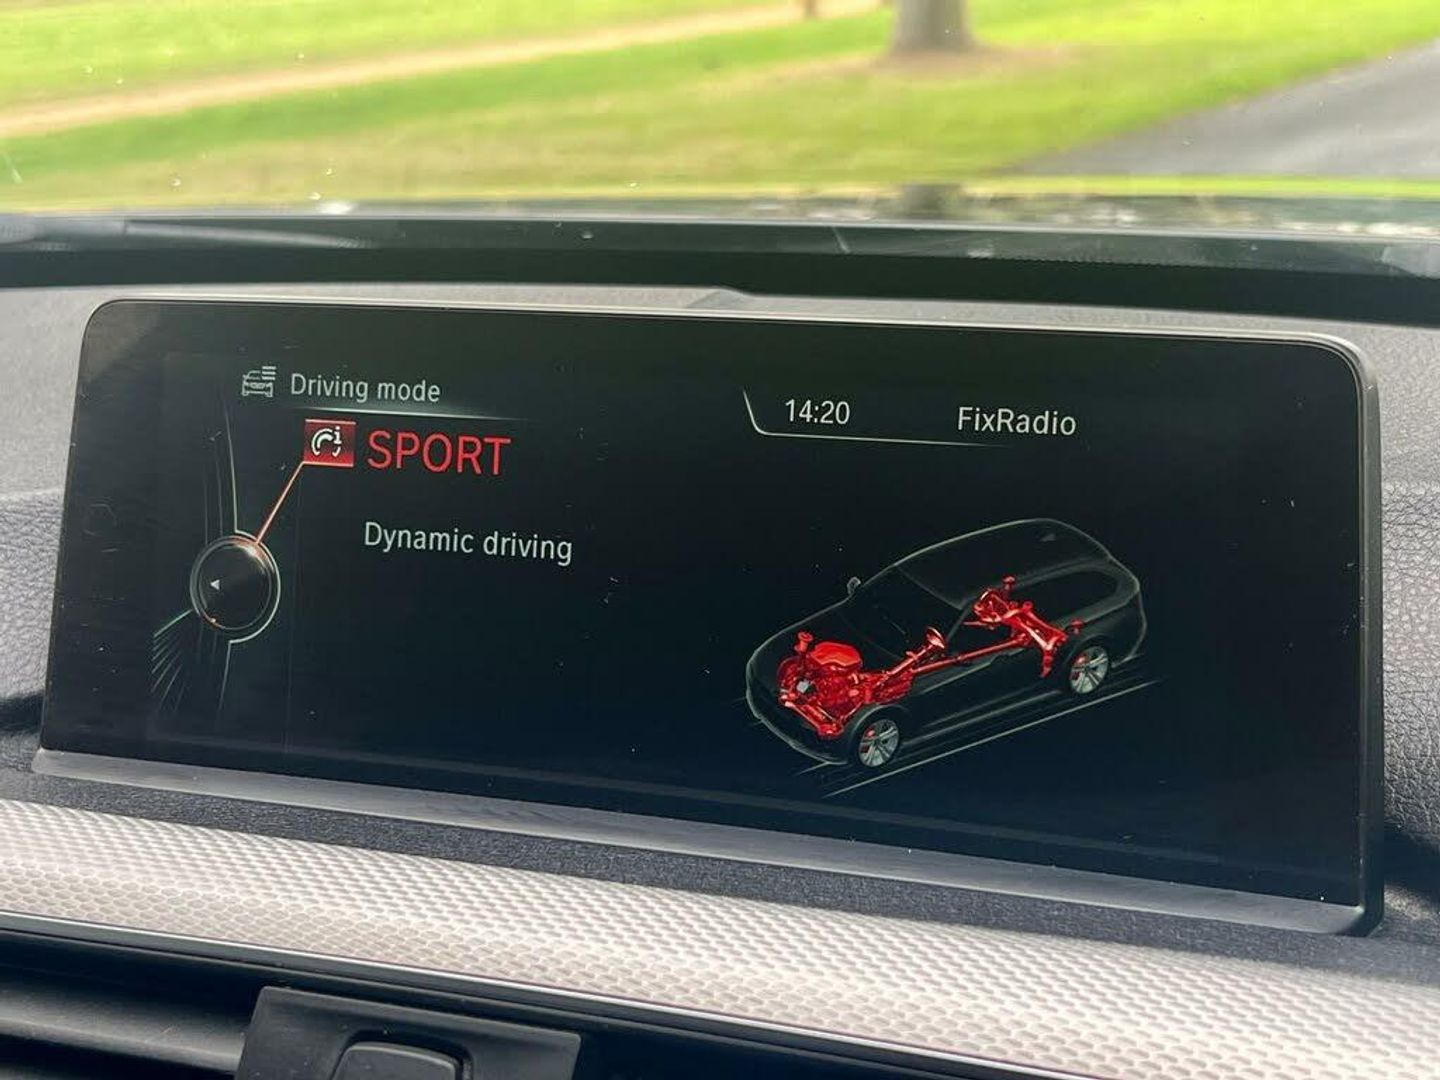 Driving mode
14:20
FixRadio
SPORT
Dynamic driving